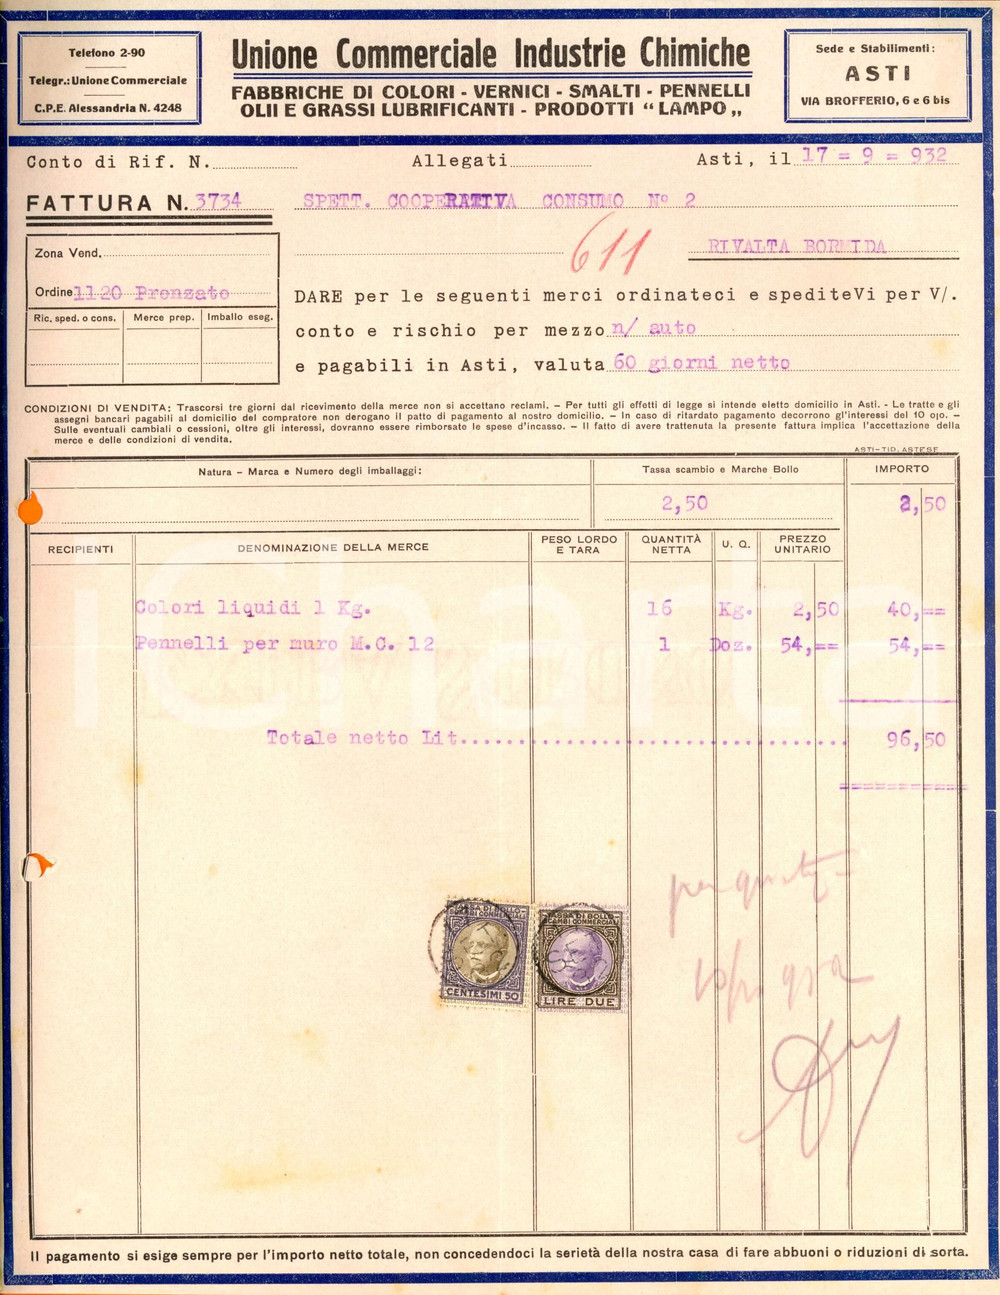 Telefono 2-90
Telegr.: Unione Commerciale
C.P.E. Alessandria N. 4248
Unione Commerciale Industrie Chimiche
FABBRICHE DI COLORI - VERNICI - SMALTI - PENNELLI
OLII E GRASSI LUBRIFICANTI - PRODOTTI “ LAMPO „
Sede e Stabilimenti:
ASTI
VIA BROFFERIO, 6 e 6 bis
Conto di Rif. N. Allegati Asti, il 17 = 9 = 932
FATTURA N. 3734 SPETT. COOPERATIVA CONSUMO Nº 2
611 RIVALTA BORMIDA
Zona Vend.
Ordine 1120 Pronzato
Ric. sped. o cons. Merce prep. Imballo eseg.
DARE per le seguenti merci ordinateci e spediteVi per V/.
conto e rischio per mezzo n/ auto
e pagabili in Asti, valuta 60 giorni netto
CONDIZIONI DI VENDITA: Trascorsi tre giorni dal ricevimento della merce non si accettano reclami. – Per tutti gli effetti di legge si intende eletto domicilio in Asti. - Le tratte e gli
assegni bancari pagabili al domicilio del compratore non derogano il patto di pagamento al nostro domicilio. – In caso di ritardato pagamento decorrono gl'interessi del 10 o|o. –
Sulle eventuali cambiali o cessioni, oltre gli interessi, dovranno essere rimborsate le spese d'incasso. – Il fatto di avere trattenuta la presente fattura implica l'accettazione della
merce e delle condizioni di vendita.
ASTI-TIP. ASTESE
Natura – Marca e Numero degli imballaggi: Tassa scambio e Marche Bollo IMPORTO
2,50 2,50
RECIPIENTI DENOMINAZIONE DELLA MERCE PESO LORDO E TARA QUANTITÀ NETTA U. Q. PREZZO UNITARIO
Colori liquidi 1 Kg. 16 Kg. 2,50 40,==
Pennelli per muro M.C. 12 1 Doz. 54,== 54,==
iCharta
Totale netto Lit. 96,50
TASSA DI BOLLO
SCAMBI COMMERCIALI
CENTESIMI 50
TASSA DI BOLLO
SCAMBI COMMERCIALI
LIRE DUE
Il pagamento si esige sempre per l'importo netto totale, non concedendoci la serietà della nostra casa di fare abbuoni o riduzioni di sorta.